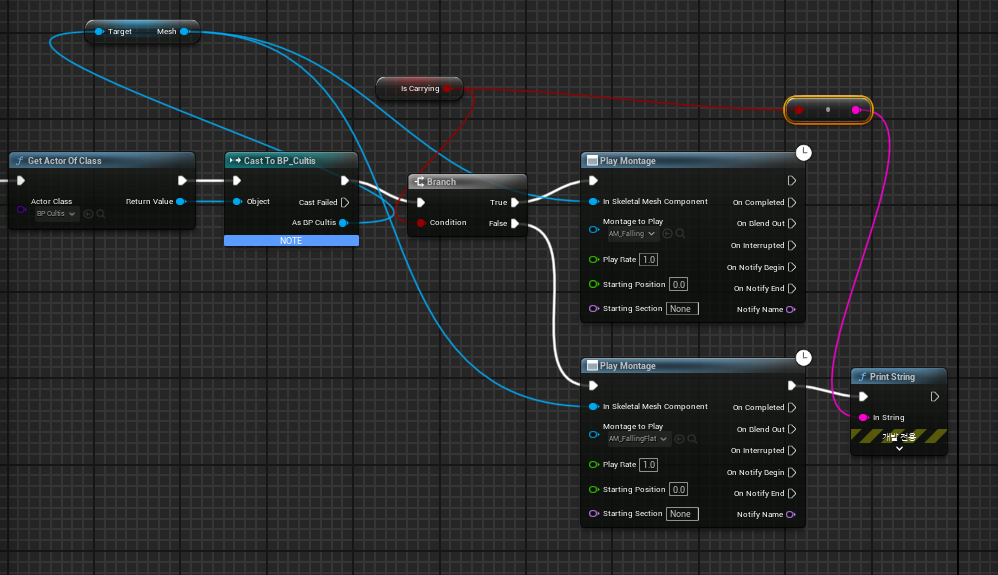 Target Mesh
Is Carrying
Get Actor Of Class
Actor Class
BP Cultis
Return Value
Cast To BP_Cultis
Object
Cast Failed
As BP Cultis
NOTE
Branch
Condition
True
False
Play Montage
In Skeletal Mesh Component
Montage to Play
AM_Falling
Play Rate 1.0
Starting Position 0.0
Starting Section None
On Completed
On Blend Out
On Interrupted
On Notify Begin
On Notify End
Notify Name
Play Montage
In Skeletal Mesh Component
Montage to Play
AM_FallingFlat
Play Rate 1.0
Starting Position 0.0
Starting Section None
On Completed
On Blend Out
On Interrupted
On Notify Begin
On Notify End
Notify Name
f Print String
In String
개발 전용